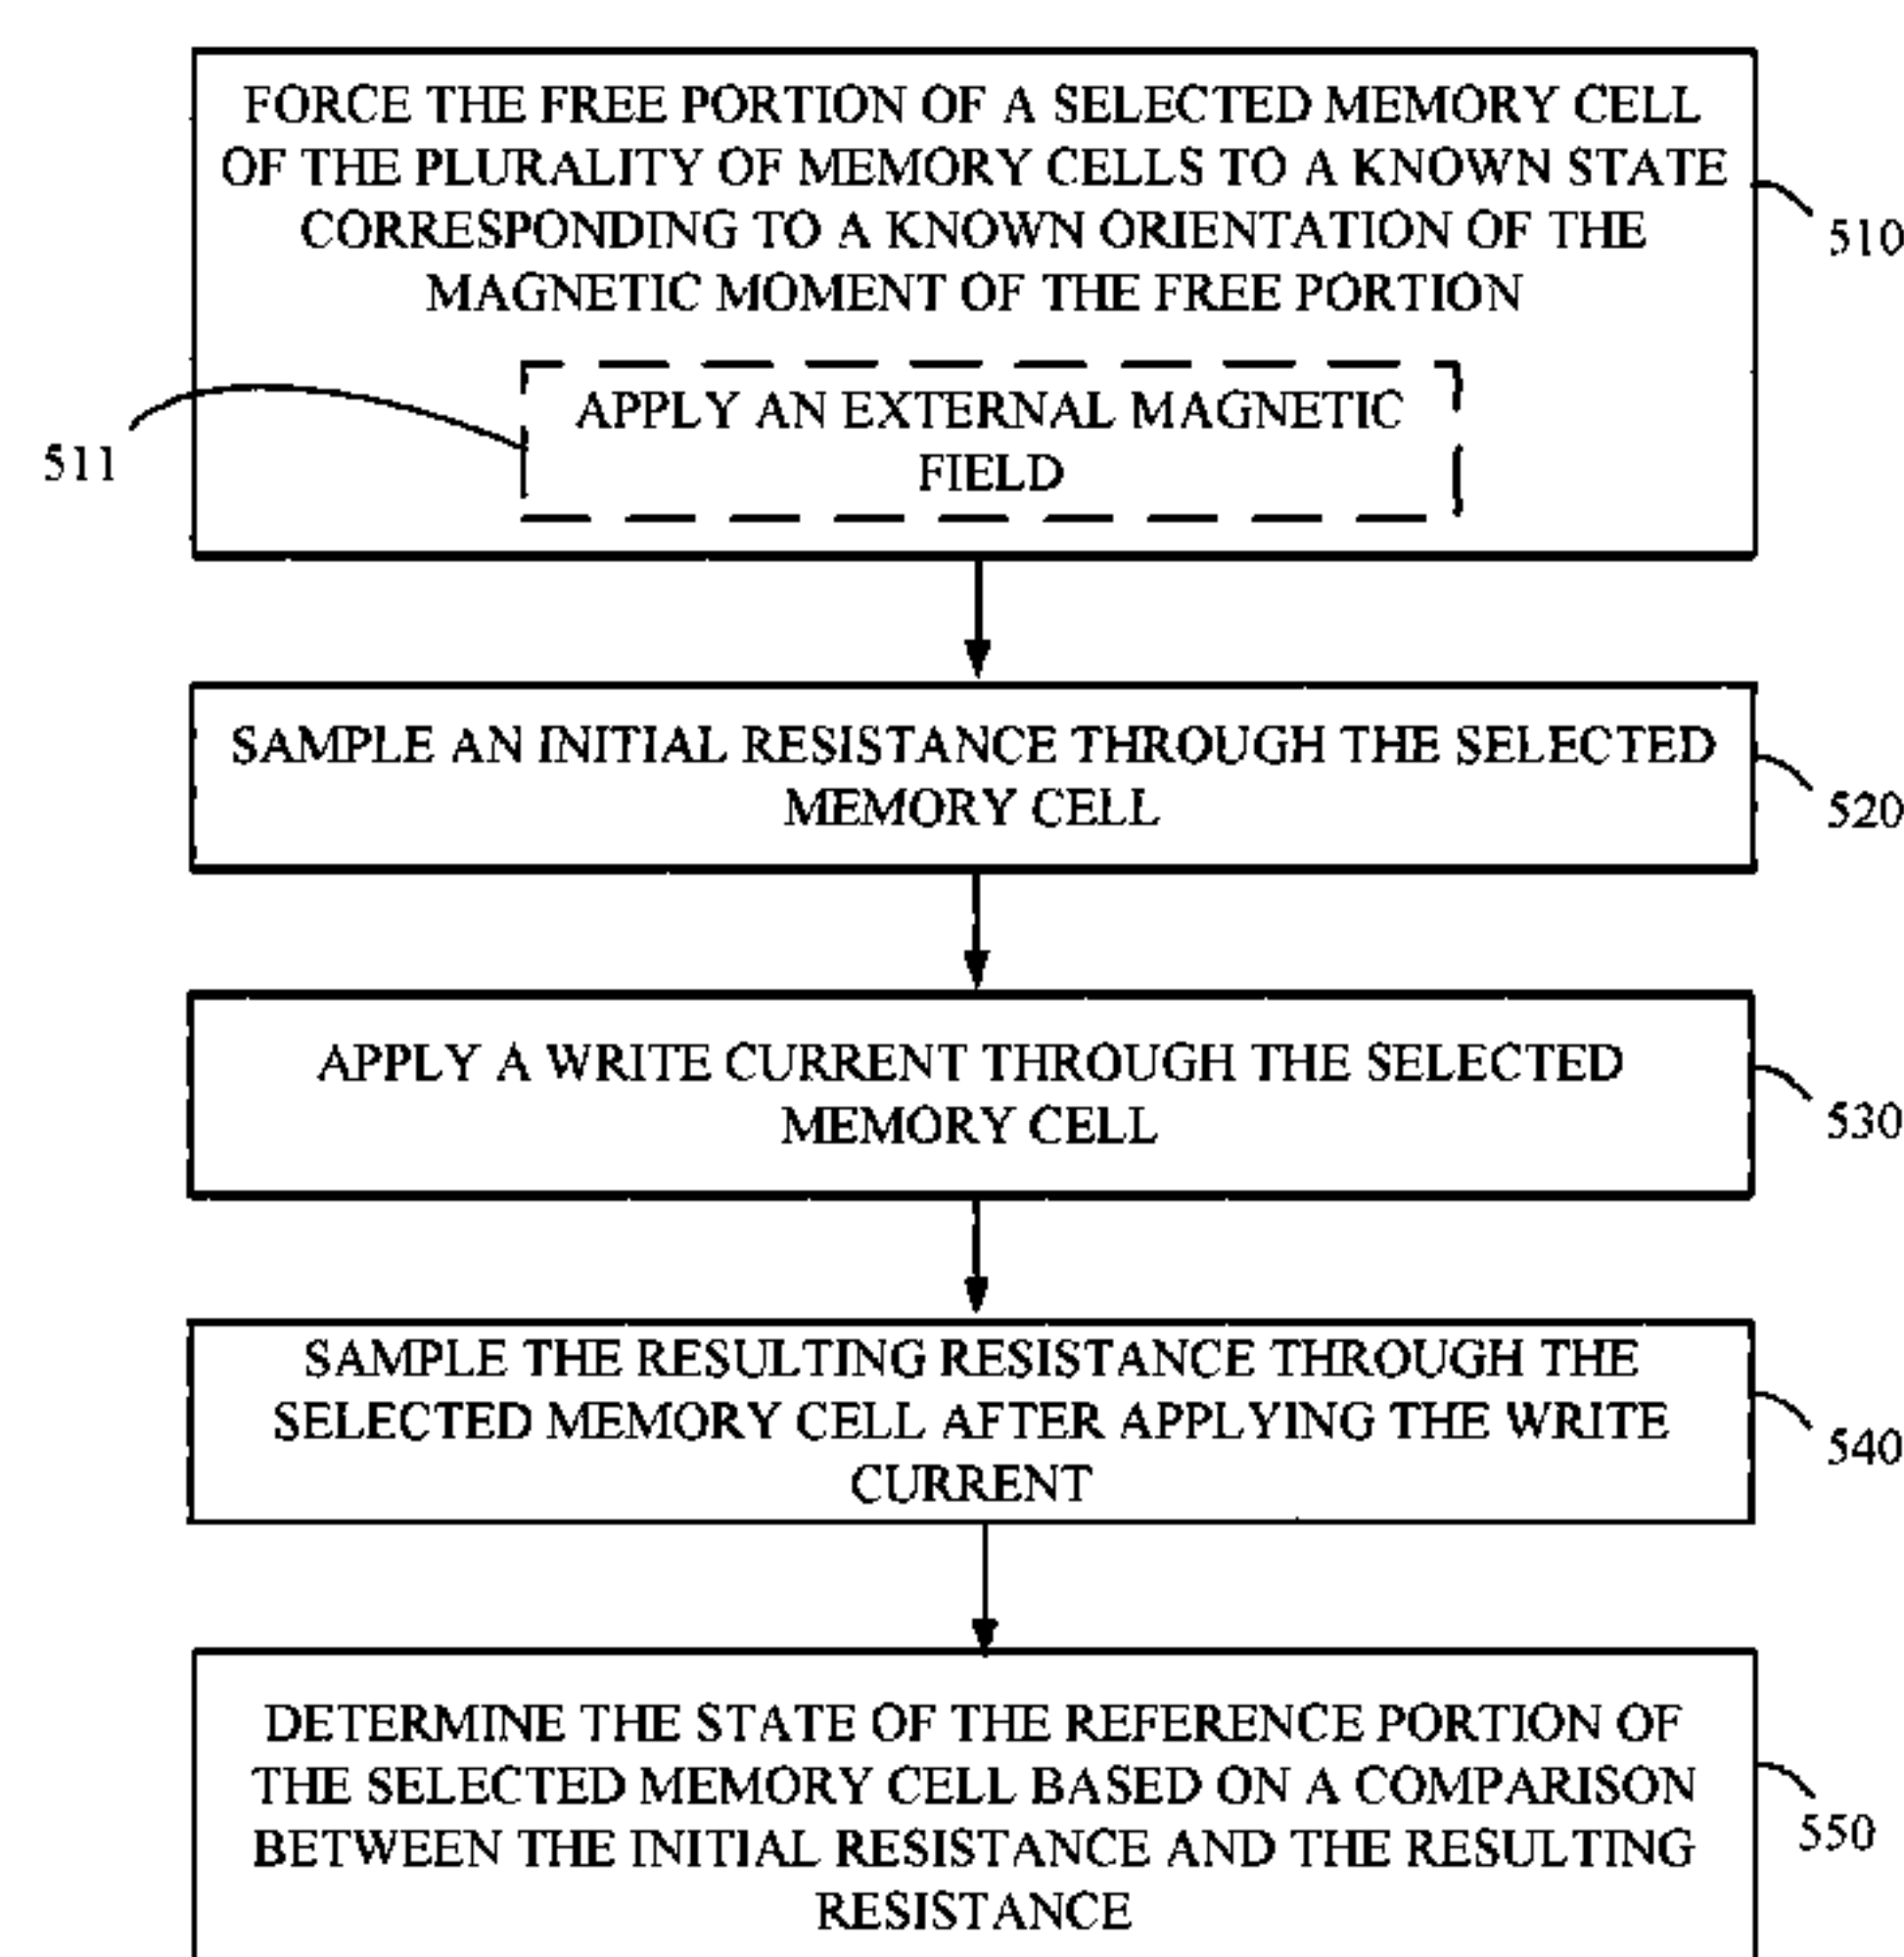 FORCE THE FREE PORTION OF A SELECTED MEMORY CELL
OF THE PLURALITY OF MEMORY CELLS TO A KNOWN STATE
CORRESPONDING TO A KNOWN ORIENTATION OF THE
MAGNETIC MOMENT OF THE FREE PORTION
510
APPLY AN EXTERNAL MAGNETIC
FIELD
511
SAMPLE AN INITIAL RESISTANCE THROUGH THE SELECTED
MEMORY CELL
520
APPLY A WRITE CURRENT THROUGH THE SELECTED
MEMORY CELL
530
SAMPLE THE RESULTING RESISTANCE THROUGH THE
SELECTED MEMORY CELL AFTER APPLYING THE WRITE
CURRENT
540
DETERMINE THE STATE OF THE REFERENCE PORTION OF
THE SELECTED MEMORY CELL BASED ON A COMPARISON
BETWEEN THE INITIAL RESISTANCE AND THE RESULTING
RESISTANCE
550